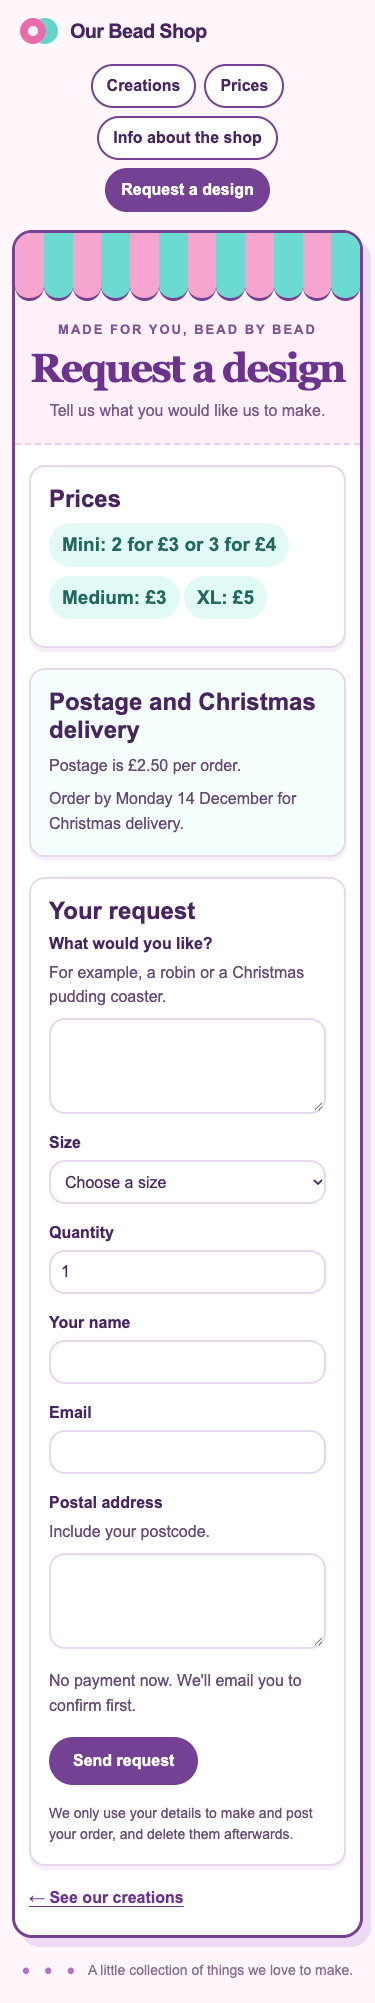 Our Bead Shop
Creations
Prices
Info about the shop
Request a design
MADE FOR YOU, BEAD BY BEAD
Request a design
Tell us what you would like us to make.
Prices
Mini: 2 for £3 or 3 for £4
Medium: £3
XL: £5
Postage and Christmas
delivery
Postage is £2.50 per order.
Order by Monday 14 December for
Christmas delivery.
Your request
What would you like?
For example, a robin or a Christmas
pudding coaster.
Size
Choose a size
Quantity
1
Your name
Email
Postal address
Include your postcode.
No payment now. We'll email you to
confirm first.
Send request
We only use your details to make and post
your order, and delete them afterwards.
← See our creations
A little collection of things we love to make.